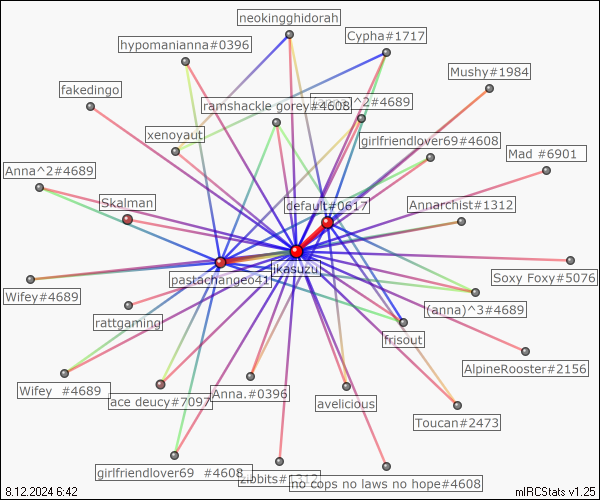 neokingghidorah
Cypha#1717
hypomanianna#0396
Mushy#1984
fakedingo
ramshackle gorey#4608
^2#4689
xenoyaut
girlfriendlover69#4608
Mad #6901
Anna^2#4689
Skalman
default#0617
Annarchist#1312
jkasuzu
pastachangeo41
Soxy Foxy#5076
Wifey#4689
(anna)^3#4689
rattgaming
frisout
AlpineRooster#2156
Wifey  #4689
ace deucy#7097
Anna.#0396
avelicious
Toucan#2473
girlfriendlover69  #4608
zibbits#1312
no cops no laws no hope#4608
8.12.2024 6:42
mIRCStats v1.25